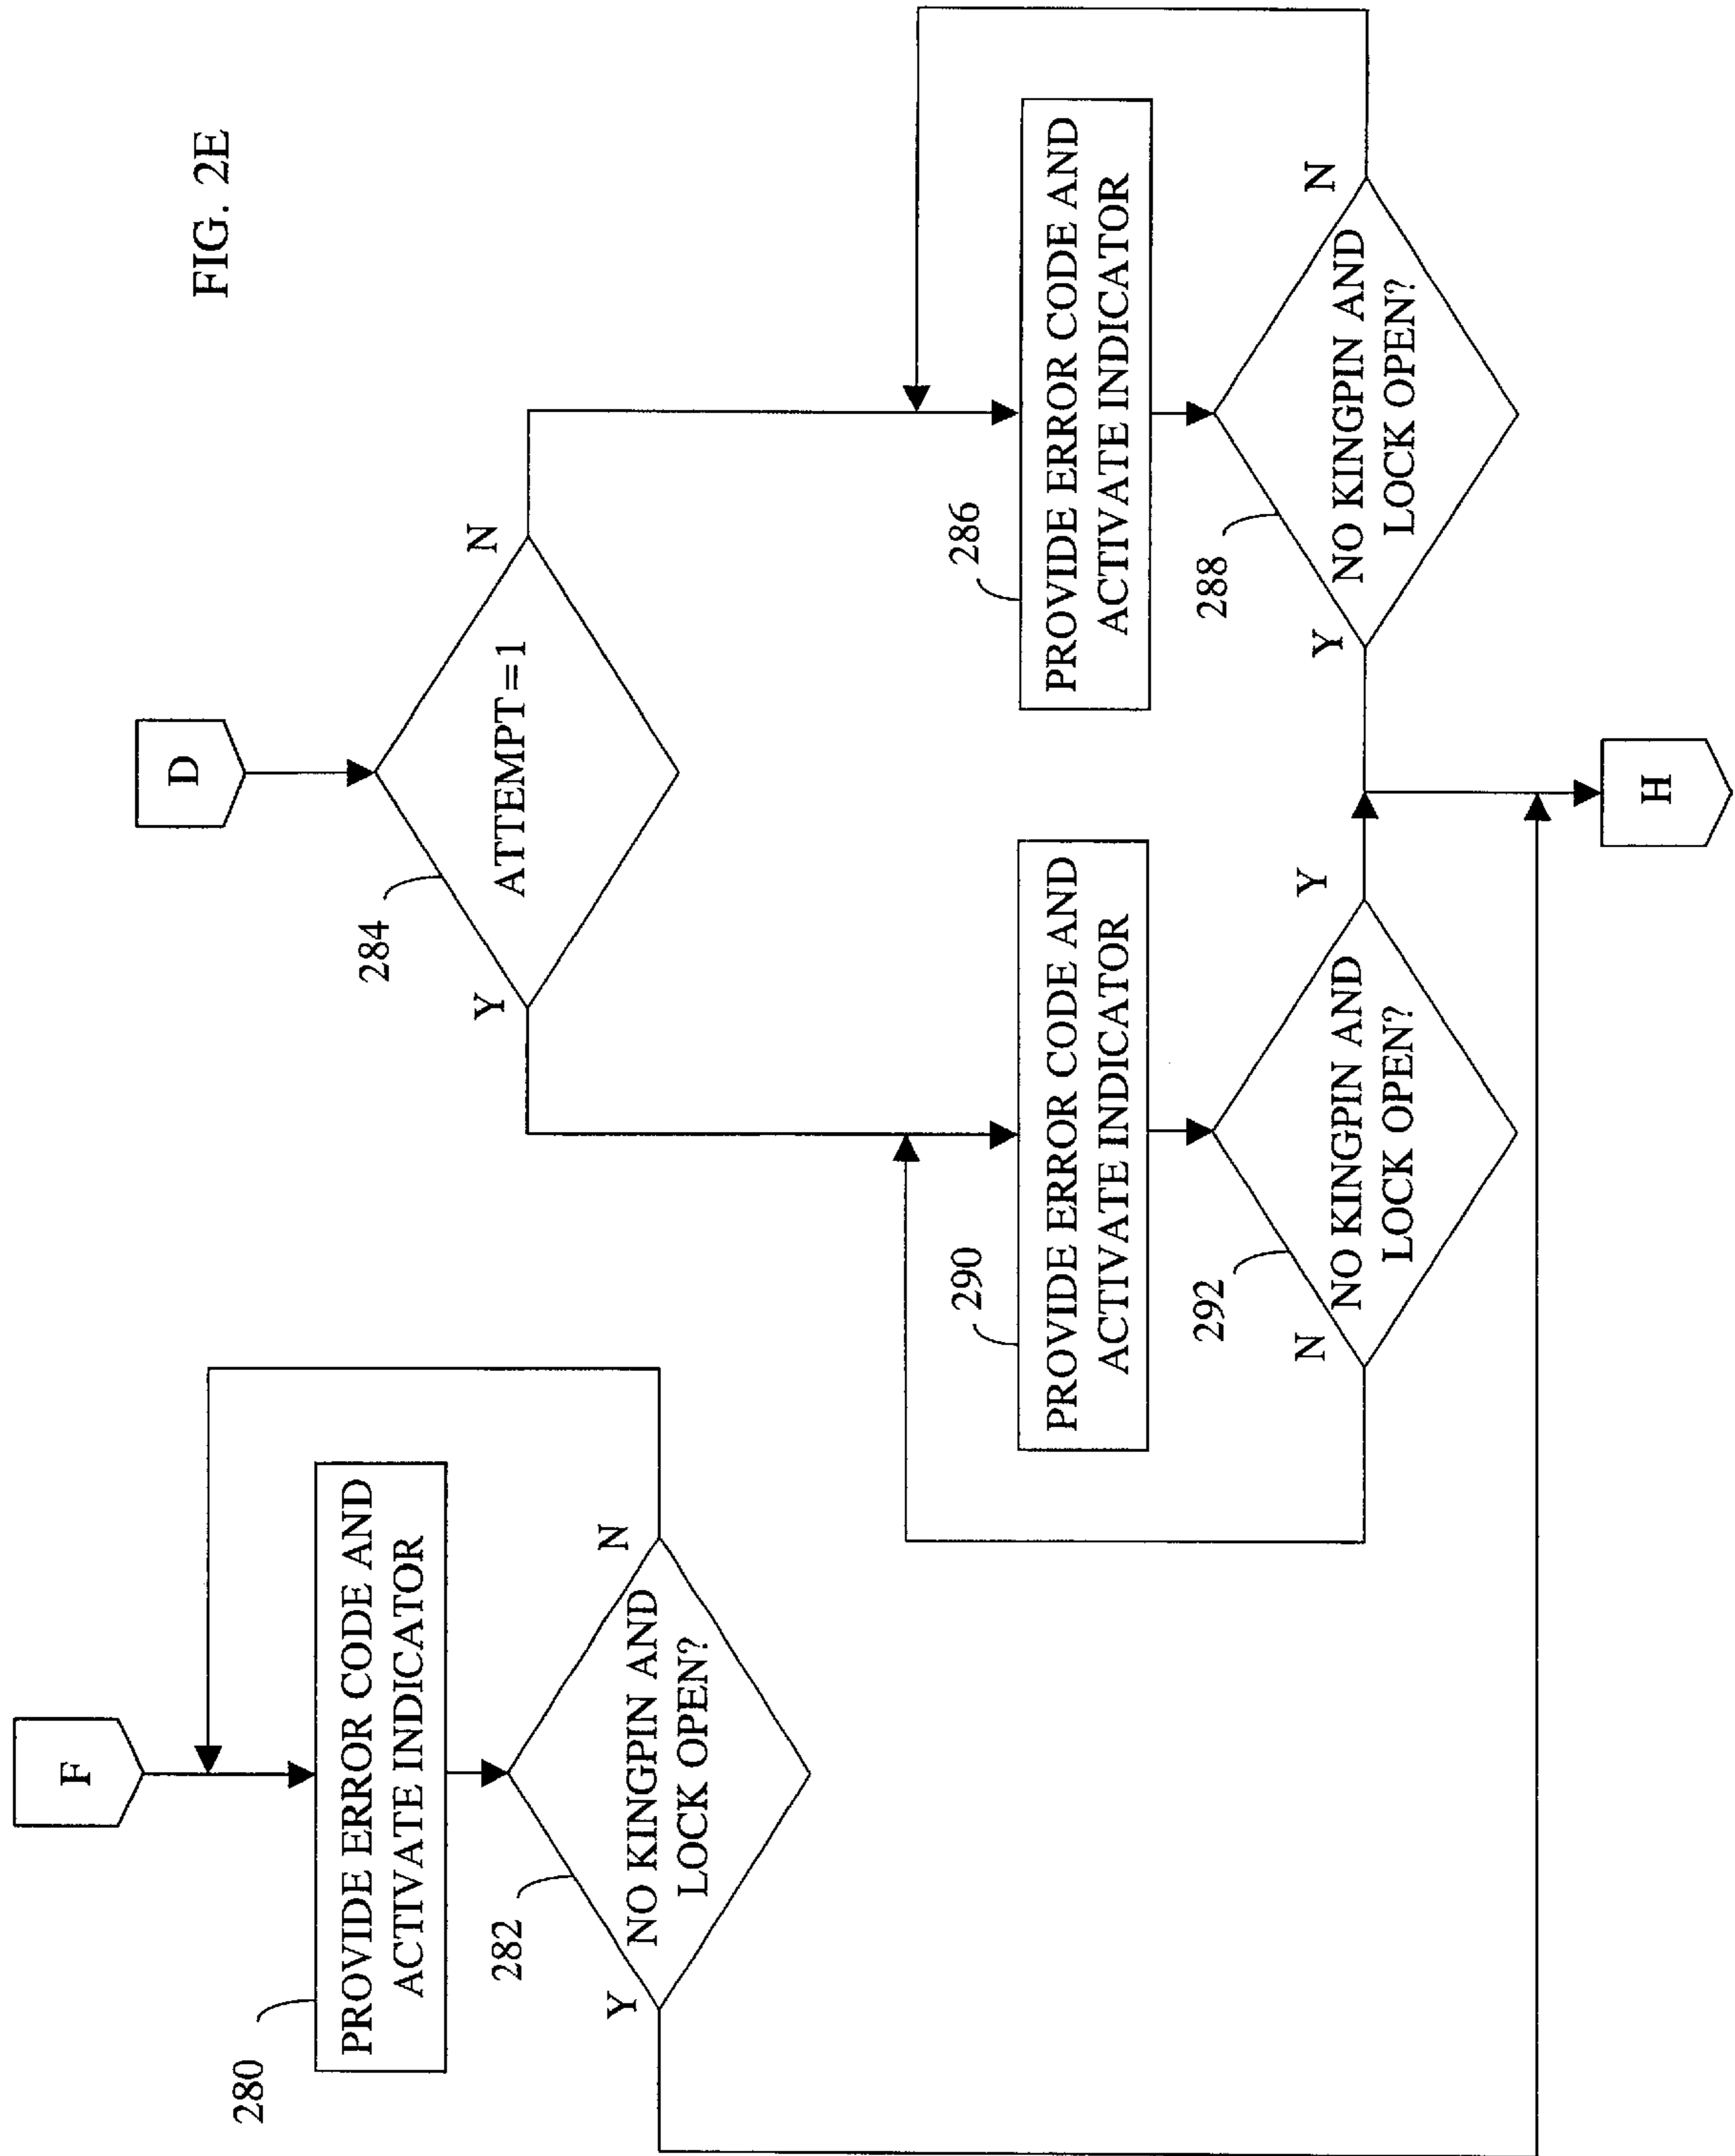 FIG. 2E
F
280
PROVIDE ERROR CODE AND
ACTIVATE INDICATOR
282
NO KINGPIN AND
LOCK OPEN?
Y
N
D
284
ATTEMPT=1
Y
N
290
PROVIDE ERROR CODE AND
ACTIVATE INDICATOR
292
NO KINGPIN AND
LOCK OPEN?
N
Y
286
PROVIDE ERROR CODE AND
ACTIVATE INDICATOR
288
NO KINGPIN AND
LOCK OPEN?
Y
N
H